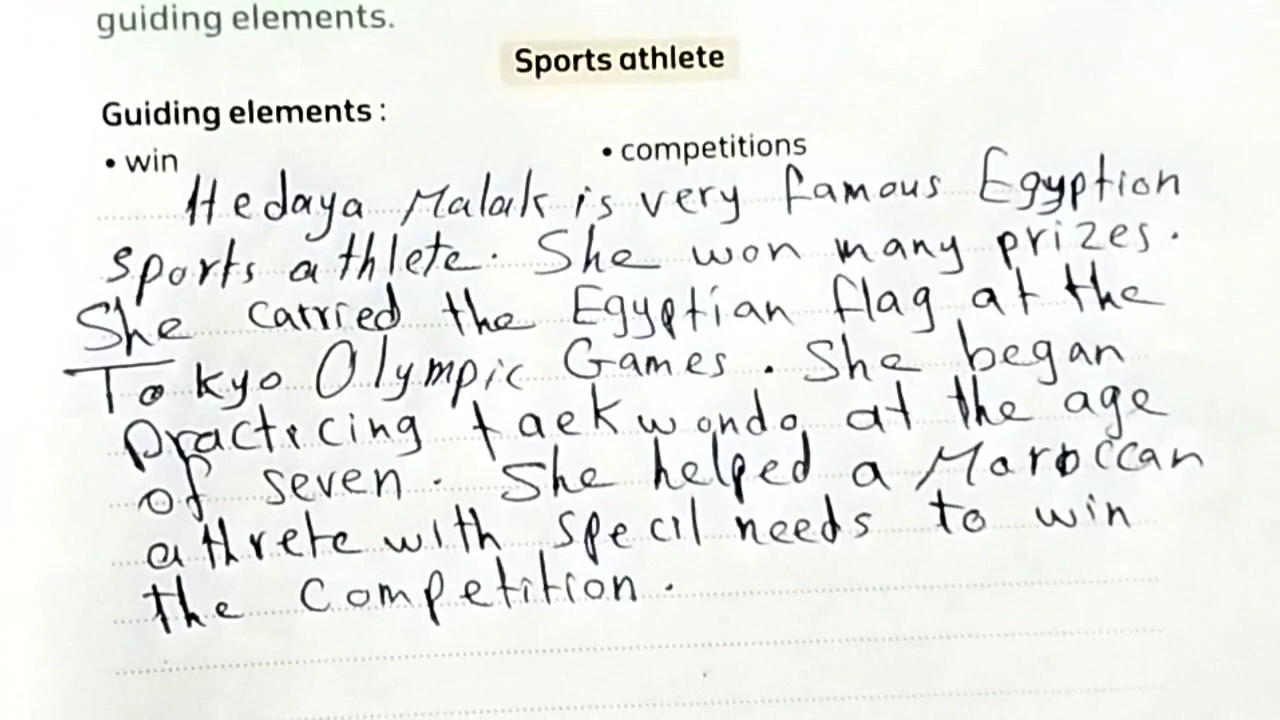 guiding elements.
Sports athlete
Guiding elements :
• win • competitions
Hedaya Malak is very famous Egyption
sports athlete. She won many prizes.
She carried the Egyptian flag at the
Tokyo Olympic Games. She began
practicing taekwondo at the age
of seven. She helped a Moroccan
athrete with specil needs to win
the competition.